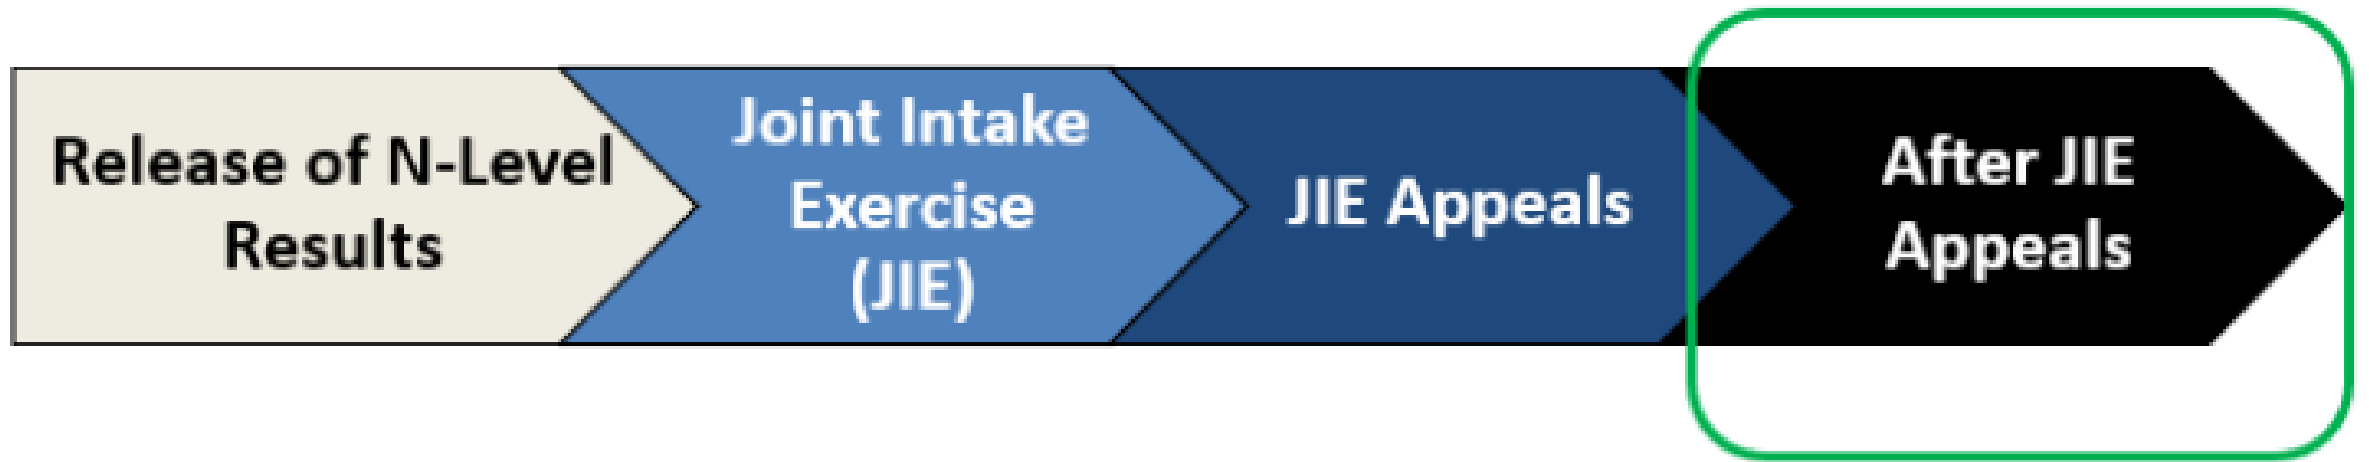 Release of N-Level
Results
Joint Intake
Exercise
(JIE)
JIE Appeals
After JIE
Appeals